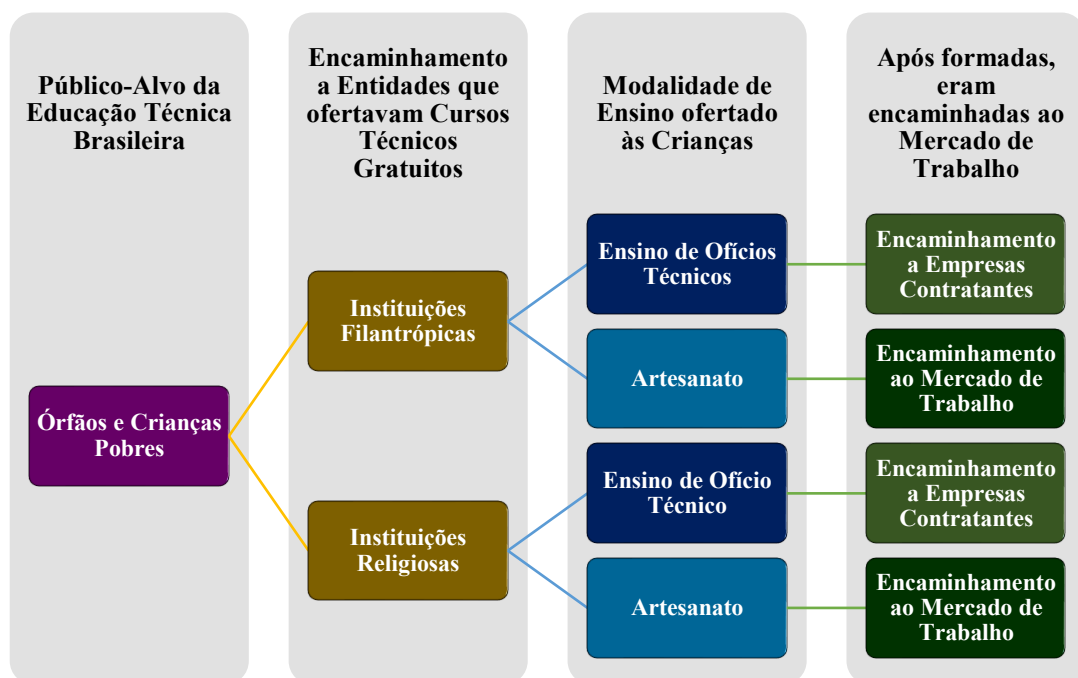 Público-Alvo da
Educação Técnica
Brasileira
Encaminhamento
a Entidades que
ofertavam Cursos
Técnicos
Gratuitos
Modalidade de
Ensino ofertado
às Crianças
Após formadas,
eram
encaminhadas ao
Mercado de
Trabalho
Órfãos e Crianças
Pobres
Instituições
Filantrópicas
Ensino de Ofícios
Técnicos
Encaminhamento
a Empresas
Contratantes
Artesanato
Encaminhamento
ao Mercado de
Trabalho
Instituições
Religiosas
Ensino de Ofício
Técnico
Encaminhamento
a Empresas
Contratantes
Artesanato
Encaminhamento
ao Mercado de
Trabalho